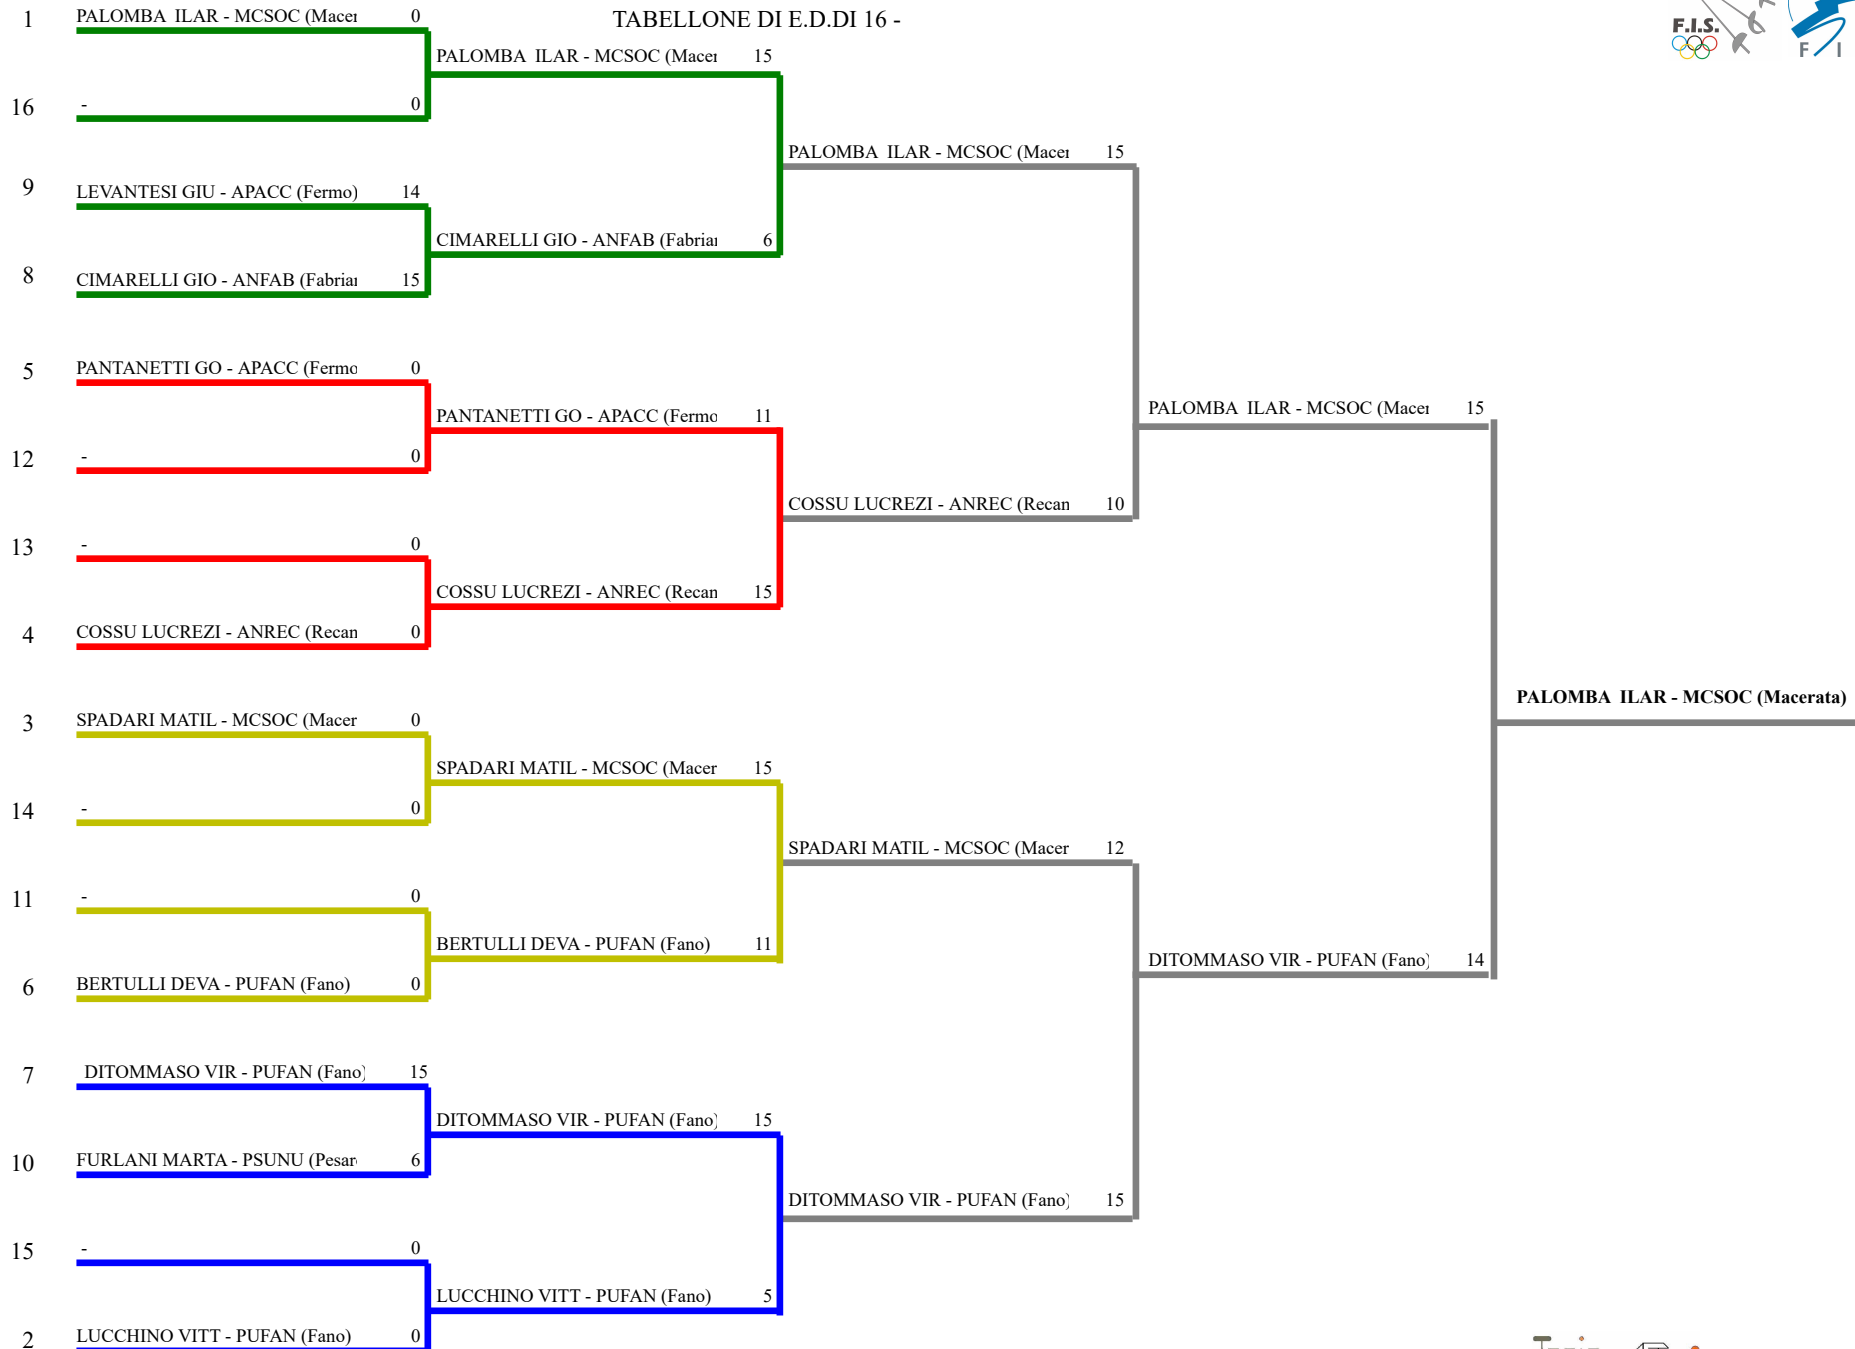 TABELLONE DI E.D.DI 16 -
F.I.S.
F I
1 PALOMBA ILAR - MCSOC (Macer 0
PALOMBA ILAR - MCSOC (Macer 15
16 - 0
PALOMBA ILAR - MCSOC (Macer 15
9 LEVANTESI GIU - APACC (Fermo) 14
CIMARELLI GIO - ANFAB (Fabriar 6
8 CIMARELLI GIO - ANFAB (Fabriar 15
5 PANTANETTI GO - APACC (Fermo 0
PANTANETTI GO - APACC (Fermo 11
PALOMBA ILAR - MCSOC (Macer 15
12 - 0
COSSU LUCREZI - ANREC (Recan 10
13 - 0
COSSU LUCREZI - ANREC (Recan 15
4 COSSU LUCREZI - ANREC (Recan 0
PALOMBA ILAR - MCSOC (Macerata)
3 SPADARI MATIL - MCSOC (Macer 0
SPADARI MATIL - MCSOC (Macer 15
14 - 0
SPADARI MATIL - MCSOC (Macer 12
11 - 0
BERTULLI DEVA - PUFAN (Fano) 11
DITOMMASO VIR - PUFAN (Fano) 14
6 BERTULLI DEVA - PUFAN (Fano) 0
7 DITOMMASO VIR - PUFAN (Fano) 15
DITOMMASO VIR - PUFAN (Fano) 15
10 FURLANI MARTA - PSUNU (Pesar 6
DITOMMASO VIR - PUFAN (Fano) 15
15 - 0
LUCCHINO VITT - PUFAN (Fano) 5
2 LUCCHINO VITT - PUFAN (Fano) 0